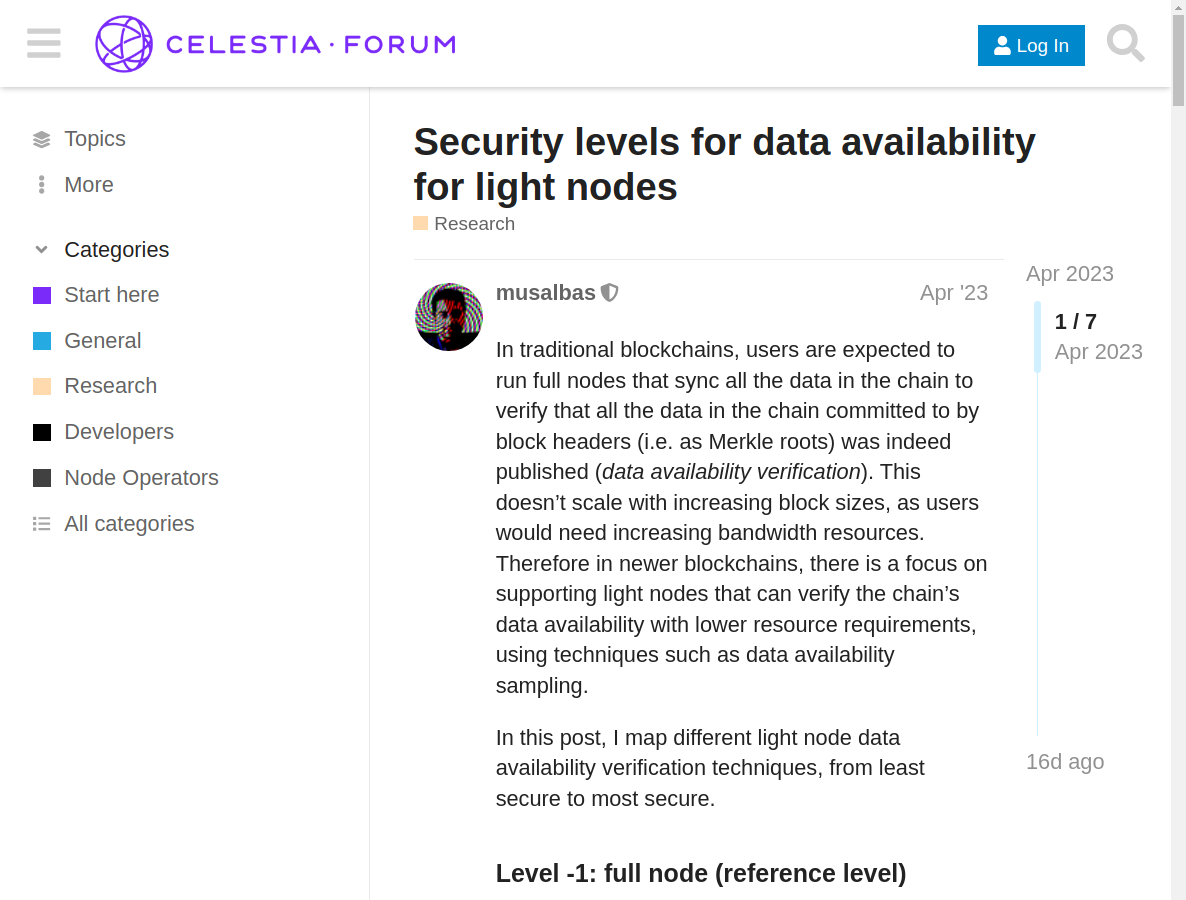 CELESTIA · FORUM
Log In
Topics
More
Categories
Start here
General
Research
Developers
Node Operators
All categories
Security levels for data availability
for light nodes
Research
musalbas
Apr '23
In traditional blockchains, users are expected to
run full nodes that sync all the data in the chain to
verify that all the data in the chain committed to by
block headers (i.e. as Merkle roots) was indeed
published (data availability verification). This
doesn’t scale with increasing block sizes, as users
would need increasing bandwidth resources.
Therefore in newer blockchains, there is a focus on
supporting light nodes that can verify the chain’s
data availability with lower resource requirements,
using techniques such as data availability
sampling.
In this post, I map different light node data
availability verification techniques, from least
secure to most secure.
Level -1: full node (reference level)
Apr 2023
1 / 7
Apr 2023
16d ago